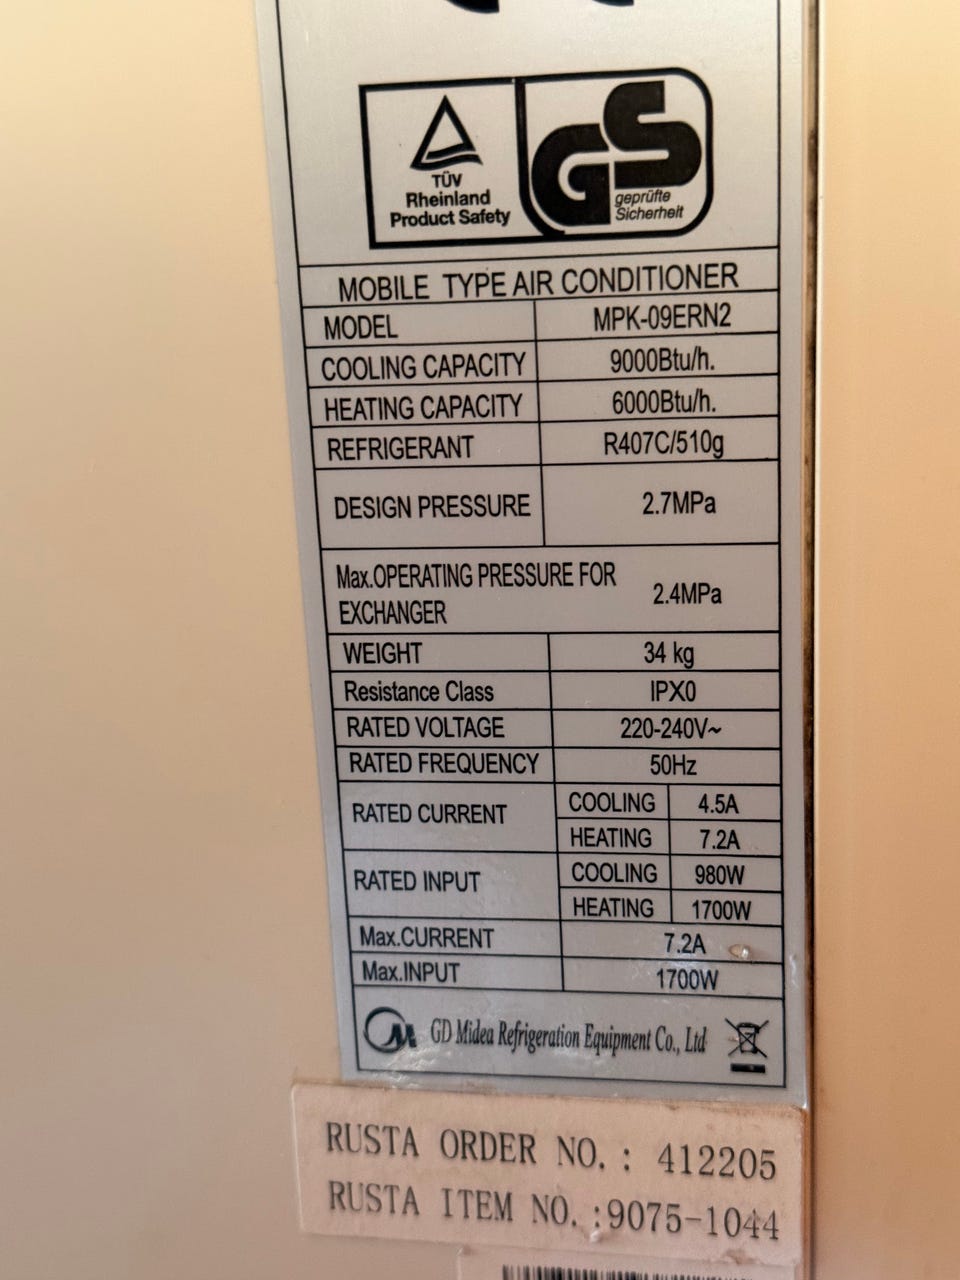 TÜV
Rheinland
Product Safety
GS
geprüfte
Sicherheit
MOBILE TYPE AIR CONDITIONER
MODEL MPK-09ERN2
COOLING CAPACITY 9000Btu/h.
HEATING CAPACITY 6000Btu/h.
REFRIGERANT R407C/510g
DESIGN PRESSURE 2.7MPa
Max.OPERATING PRESSURE FOR
EXCHANGER 2.4MPa
WEIGHT 34 kg
Resistance Class IPX0
RATED VOLTAGE 220-240V~
RATED FREQUENCY 50Hz
RATED CURRENT COOLING 4.5A
HEATING 7.2A
RATED INPUT COOLING 980W
HEATING 1700W
Max.CURRENT 7.2A
Max.INPUT 1700W
GD Midea Refrigeration Equipment Co., Ltd
RUSTA ORDER NO.: 412205
RUSTA ITEM NO.:9075-1044